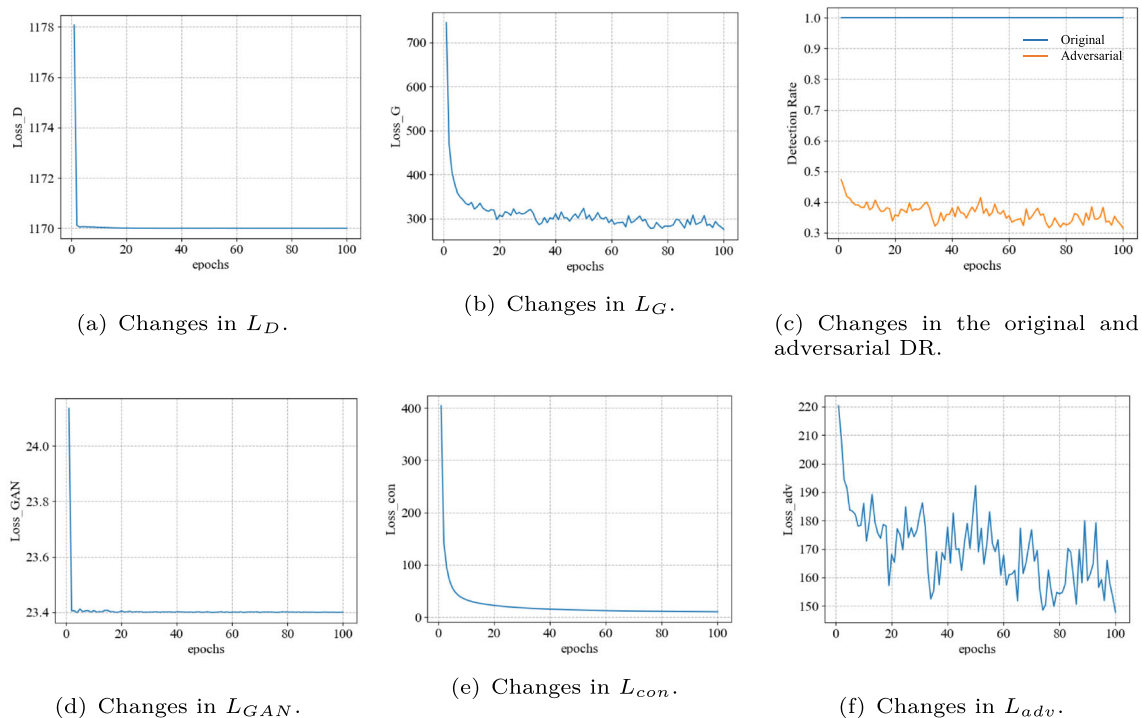 1178
1176
1174
1172
1170
Loss_D
0 20 40 60 80 100
epochs
(a) Changes in L_D.
700
600
500
400
300
Loss_G
0 20 40 60 80 100
epochs
(b) Changes in L_G.
1.0
0.9
0.8
0.7
0.6
0.5
0.4
0.3
Detection Rate
Original
Adversarial
0 20 40 60 80 100
epochs
(c) Changes in the original and
adversarial DR.
24.0
23.8
23.6
23.4
Loss_GAN
0 20 40 60 80 100
epochs
(d) Changes in L_{GAN}.
400
300
200
100
0
Loss_con
0 20 40 60 80 100
epochs
(e) Changes in L_{con}.
220
210
200
190
180
170
160
150
Loss_adv
0 20 40 60 80 100
epochs
(f) Changes in L_{adv}.